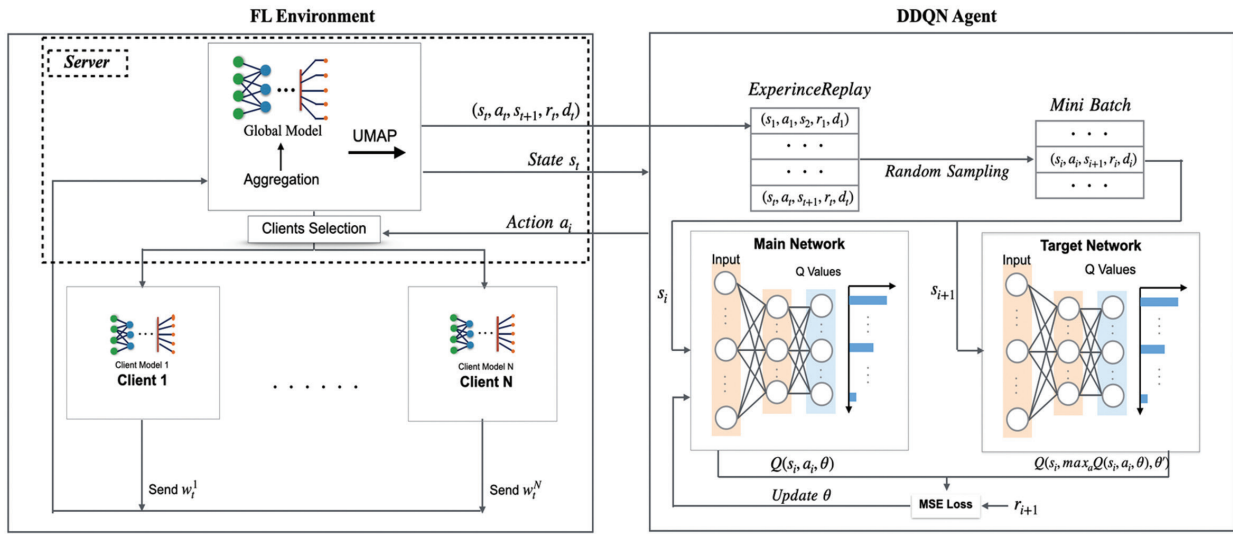 FL Environment
Server
Global Model
Aggregation
UMAP
Clients Selection
(s_t, a_t, s_{t+1}, r_t, d_t)
State s_t
Action a_i
Client Model 1
Client 1
. . . . . .
Client Model N
Client N
Send w_t^1
Send w_t^N
DDQN Agent
ExperinceReplay
(s_1, a_1, s_2, r_1, d_1)
. . .
. . .
(s_t, a_t, s_{t+1}, r_t, d_t)
Random Sampling
Mini Batch
. . .
(s_i, a_i, s_{i+1}, r_i, d_i)
. . .
Main Network
Input
Q Values
s_i
Target Network
Input
Q Values
s_{i+1}
Q(s_i, a_i, θ)
Q(s_i, max_a Q(s_i, a_i, θ), θ')
Update θ
MSE Loss
r_{i+1}